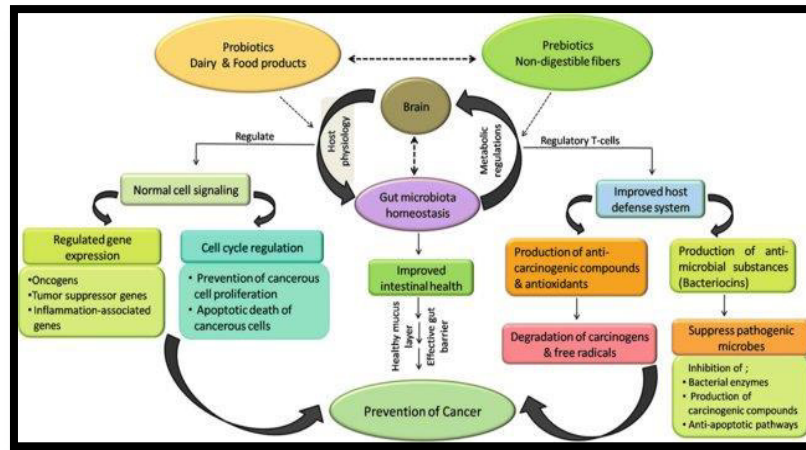 Probiotics
Dairy & Food products
Prebiotics
Non-digestible fibers
Brain
Regulate
Host
physiology
Metabolic
regulations
Regulatory T-cells
Normal cell signaling
Gut microbiota
homeostasis
Improved host
defense system
Regulated gene
expression
•Oncogens
•Tumor suppressor genes
•Inflammation-associated
genes
Cell cycle regulation
• Prevention of cancerous
cell proliferation
• Apoptotic death of
cancerous cells
Improved
intestinal health
Healthy mucus
layer
Effective gut
barrier
Production of anti-
carcinogenic compounds
& antioxidants
Production of anti-
microbial substances
(Bacteriocins)
Degradation of carcinogens
& free radicals
Suppress pathogenic
microbes
Inhibition of ;
• Bacterial enzymes
• Production of
carcinogenic compounds
• Anti-apoptotic pathways
Prevention of Cancer